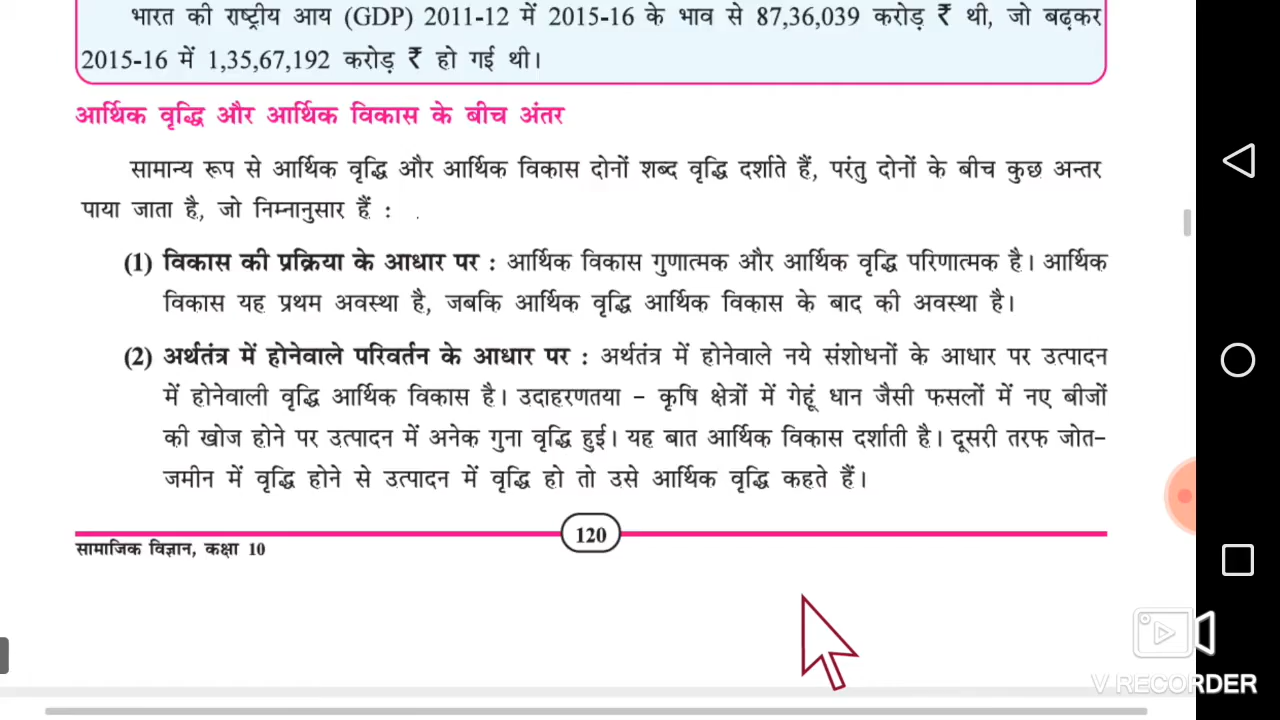 भारत की राष्ट्रीय आय (GDP) 2011-12 में 2015-16 के भाव से 87,36,039 करोड़ ₹ थी, जो बढ़कर
2015-16 में 1,35,67,192 करोड़ ₹ हो गई थी।
आर्थिक वृद्धि और आर्थिक विकास के बीच अंतर
सामान्य रूप से आर्थिक वृद्धि और आर्थिक विकास दोनों शब्द वृद्धि दर्शाते हैं, परंतु दोनों के बीच कुछ अन्तर
पाया जाता है, जो निम्नानुसार हैं :
(1) विकास की प्रक्रिया के आधार पर : आर्थिक विकास गुणात्मक और आर्थिक वृद्धि परिणात्मक है। आर्थिक
विकास यह प्रथम अवस्था है, जबकि आर्थिक वृद्धि आर्थिक विकास के बाद की अवस्था है।
(2) अर्थतंत्र में होनेवाले परिवर्तन के आधार पर : अर्थतंत्र में होनेवाले नये संशोधनों के आधार पर उत्पादन
में होनेवाली वृद्धि आर्थिक विकास है। उदाहरणतया – कृषि क्षेत्रों में गेहूं धान जैसी फसलों में नए बीजों
की खोज होने पर उत्पादन में अनेक गुना वृद्धि हुई। यह बात आर्थिक विकास दर्शाती है। दूसरी तरफ जोत-
जमीन में वृद्धि होने से उत्पादन में वृद्धि हो तो उसे आर्थिक वृद्धि कहते हैं।
120
सामाजिक विज्ञान, कक्षा 10
V RECORDER